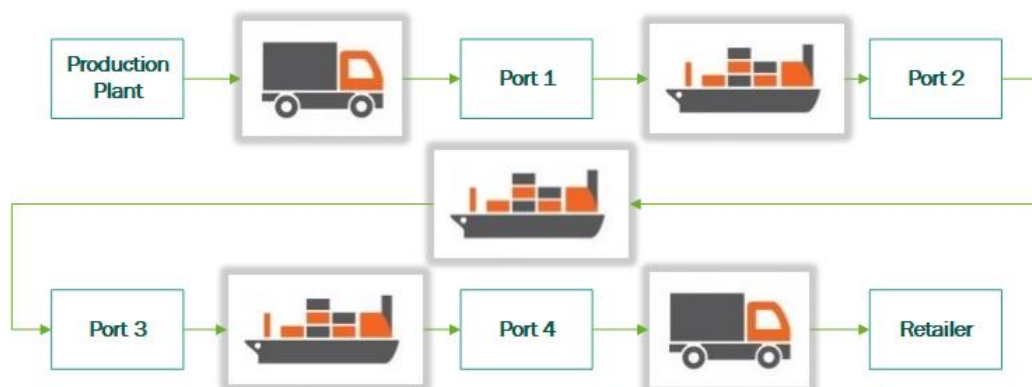 Production
Plant
Port 1
Port 2
Port 3
Port 4
Retailer